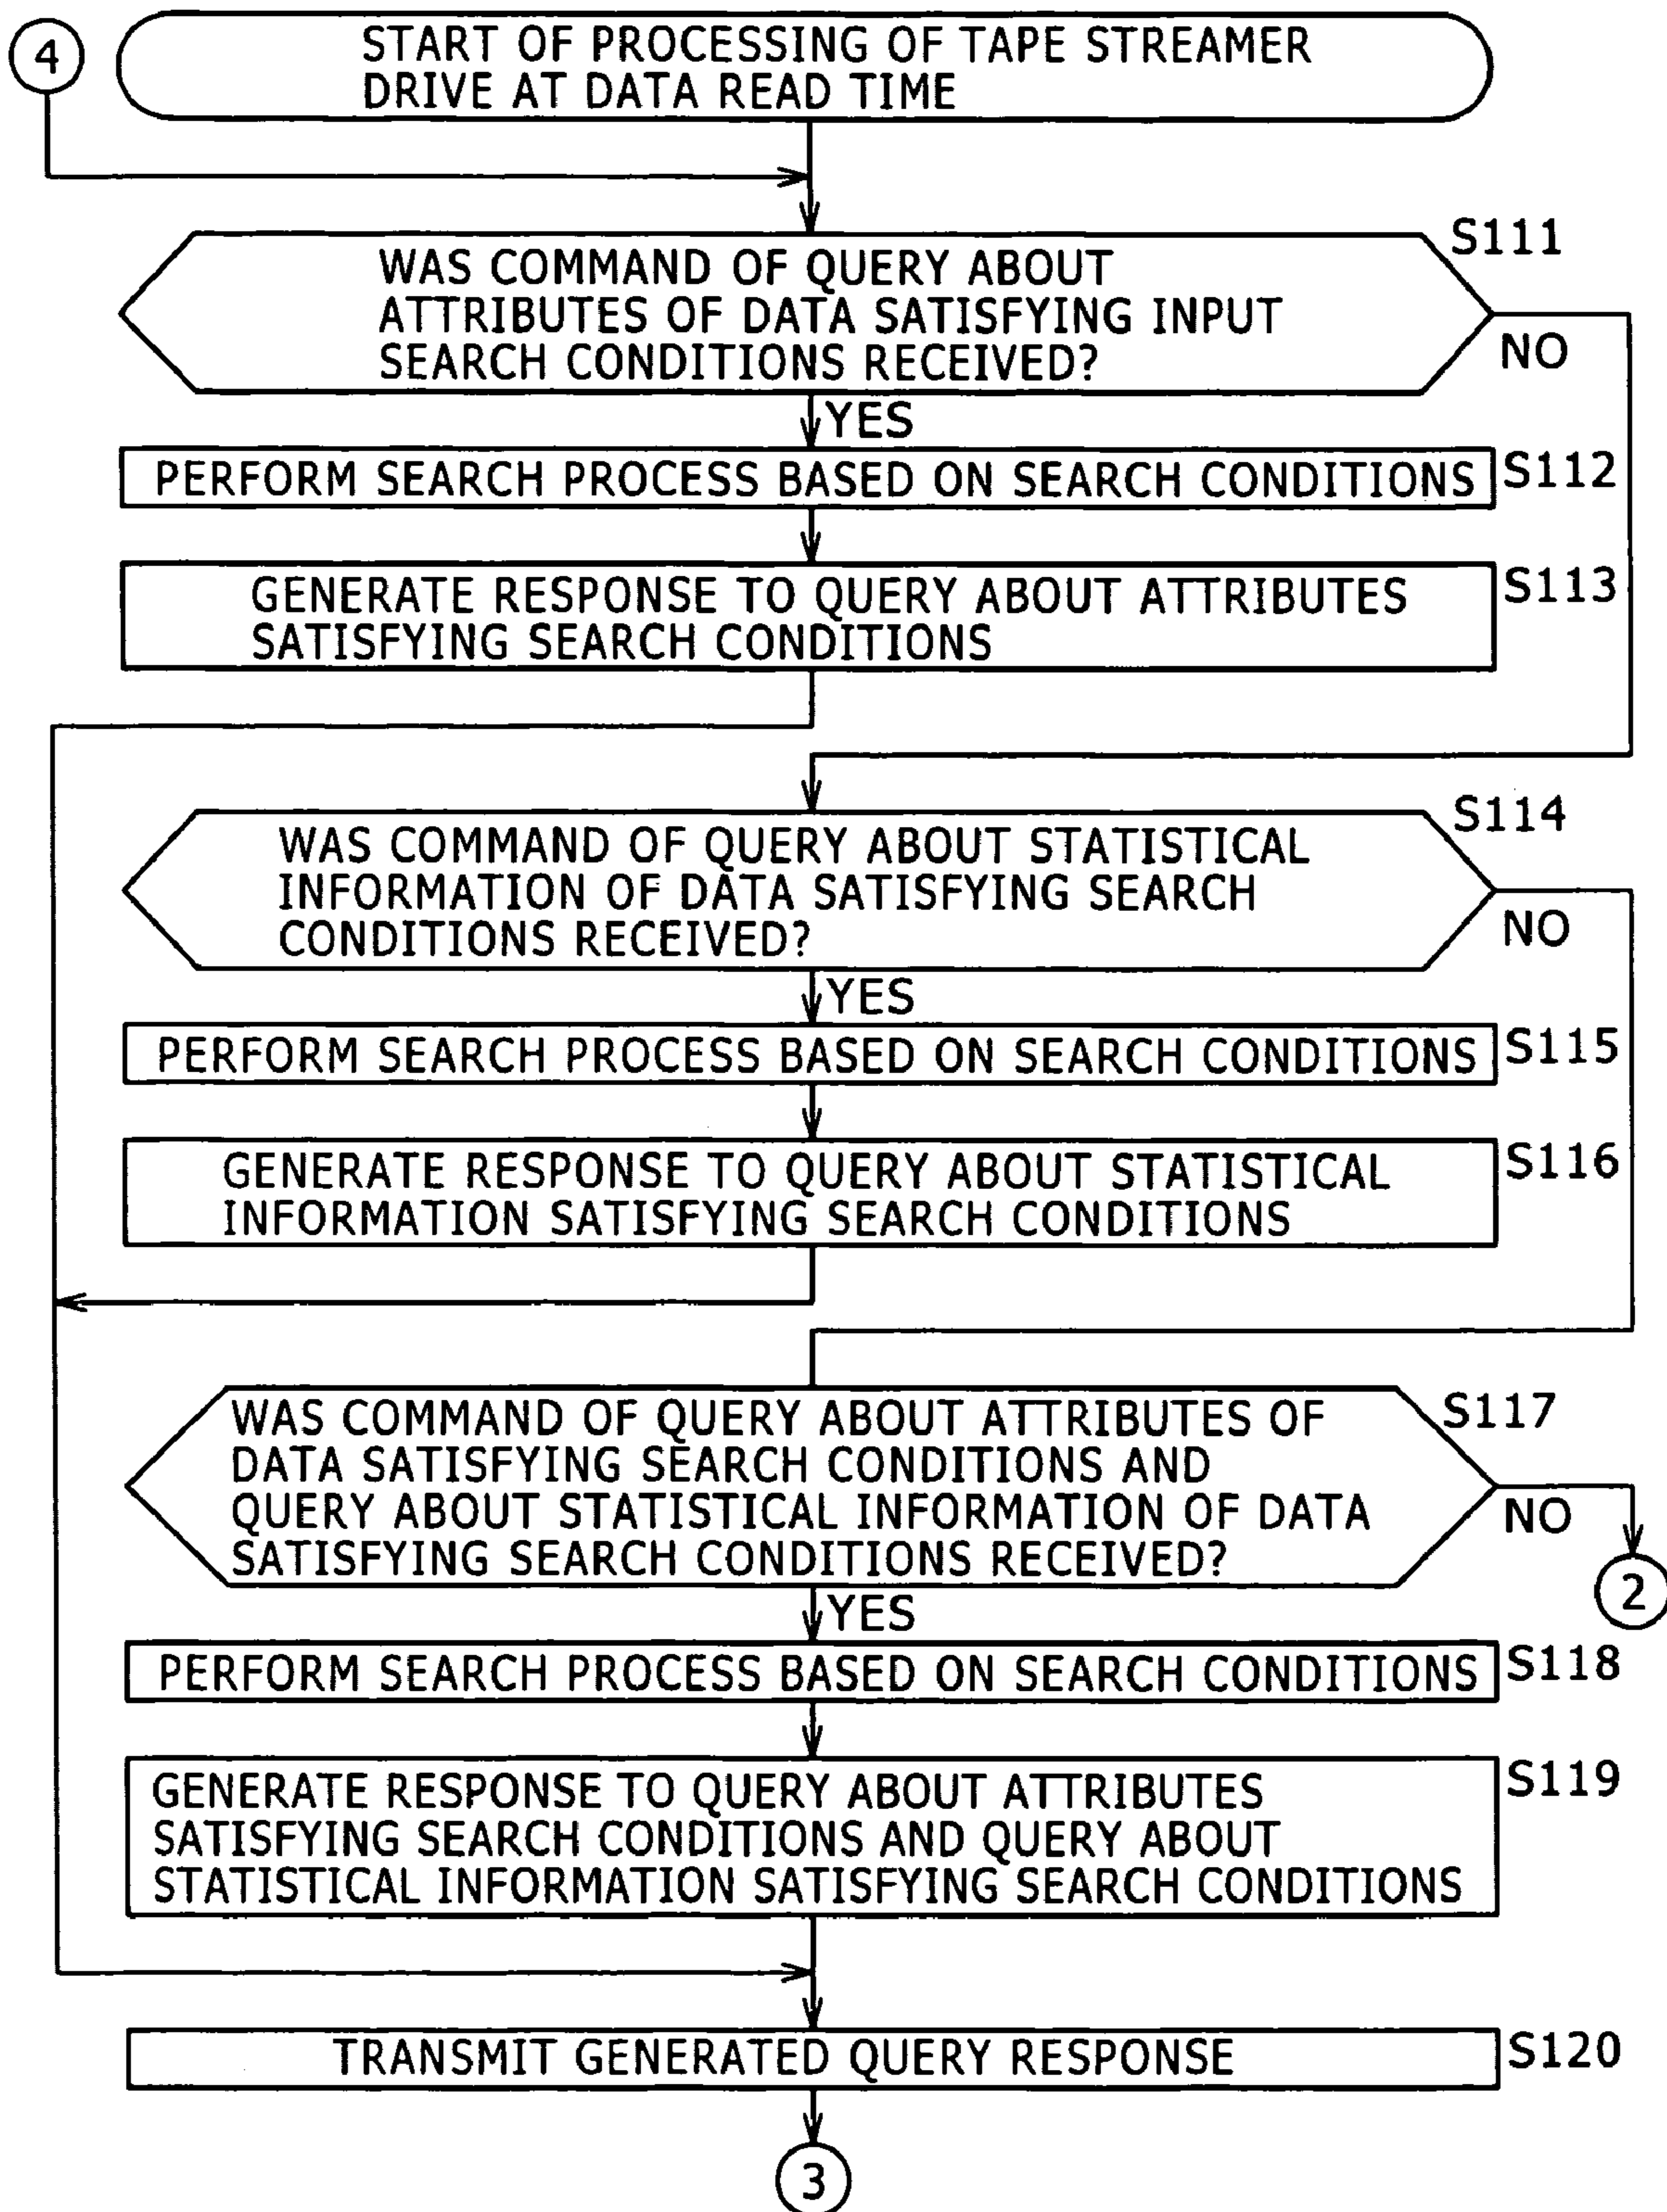 4
START OF PROCESSING OF TAPE STREAMER
DRIVE AT DATA READ TIME
S111
WAS COMMAND OF QUERY ABOUT
ATTRIBUTES OF DATA SATISFYING INPUT
SEARCH CONDITIONS RECEIVED?
NO
YES
PERFORM SEARCH PROCESS BASED ON SEARCH CONDITIONS
S112
GENERATE RESPONSE TO QUERY ABOUT ATTRIBUTES
SATISFYING SEARCH CONDITIONS
S113
S114
WAS COMMAND OF QUERY ABOUT STATISTICAL
INFORMATION OF DATA SATISFYING SEARCH
CONDITIONS RECEIVED?
NO
YES
PERFORM SEARCH PROCESS BASED ON SEARCH CONDITIONS
S115
GENERATE RESPONSE TO QUERY ABOUT STATISTICAL
INFORMATION SATISFYING SEARCH CONDITIONS
S116
S117
WAS COMMAND OF QUERY ABOUT ATTRIBUTES OF
DATA SATISFYING SEARCH CONDITIONS AND
QUERY ABOUT STATISTICAL INFORMATION OF DATA
SATISFYING SEARCH CONDITIONS RECEIVED?
NO
2
YES
PERFORM SEARCH PROCESS BASED ON SEARCH CONDITIONS
S118
GENERATE RESPONSE TO QUERY ABOUT ATTRIBUTES
SATISFYING SEARCH CONDITIONS AND QUERY ABOUT
STATISTICAL INFORMATION SATISFYING SEARCH CONDITIONS
S119
TRANSMIT GENERATED QUERY RESPONSE
S120
3